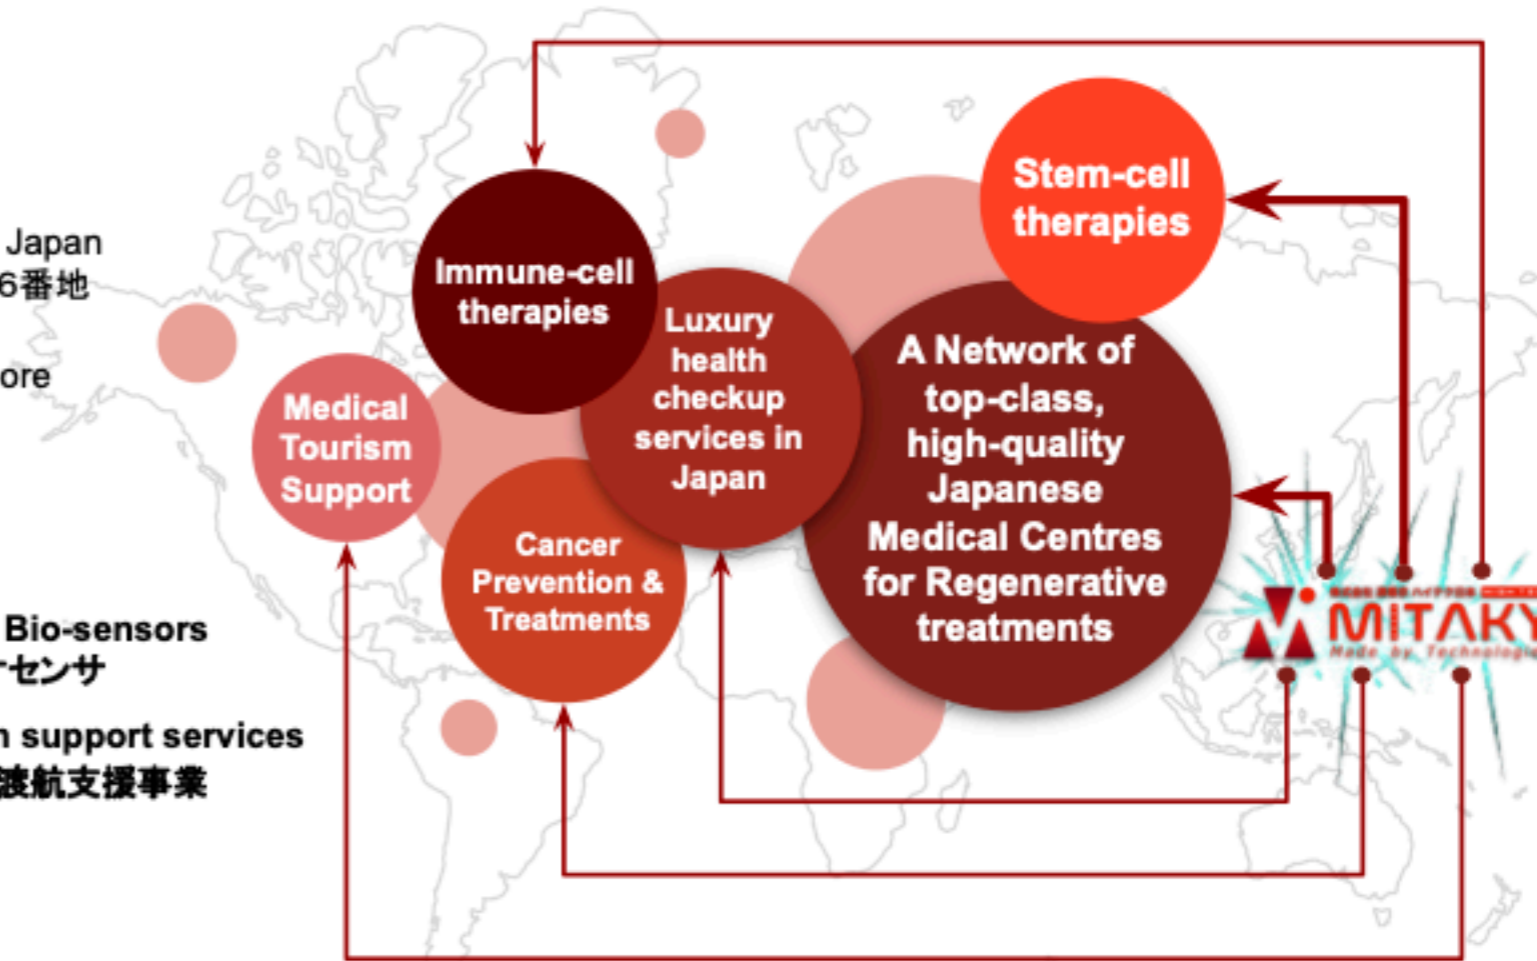 Japan
6番地
ore
Bio-sensors
センサ
n support services
渡航支援事業
Immune-cell
therapies
Medical
Tourism
Support
Cancer
Prevention &
Treatments
Luxury
health
checkup
services in
Japan
Stem-cell
therapies
A Network of
top-class,
high-quality
Japanese
Medical Centres
for Regenerative
treatments
MITAKY
Made by Technologie